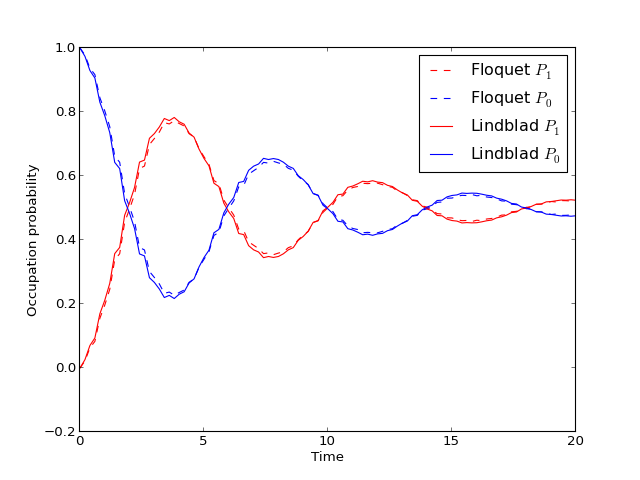 1.0
0.8
0.6
0.4
0.2
0.0
−0.2
0
5
10
15
20
Occupation probability
Time
Floquet P₁
Floquet P₀
Lindblad P₁
Lindblad P₀